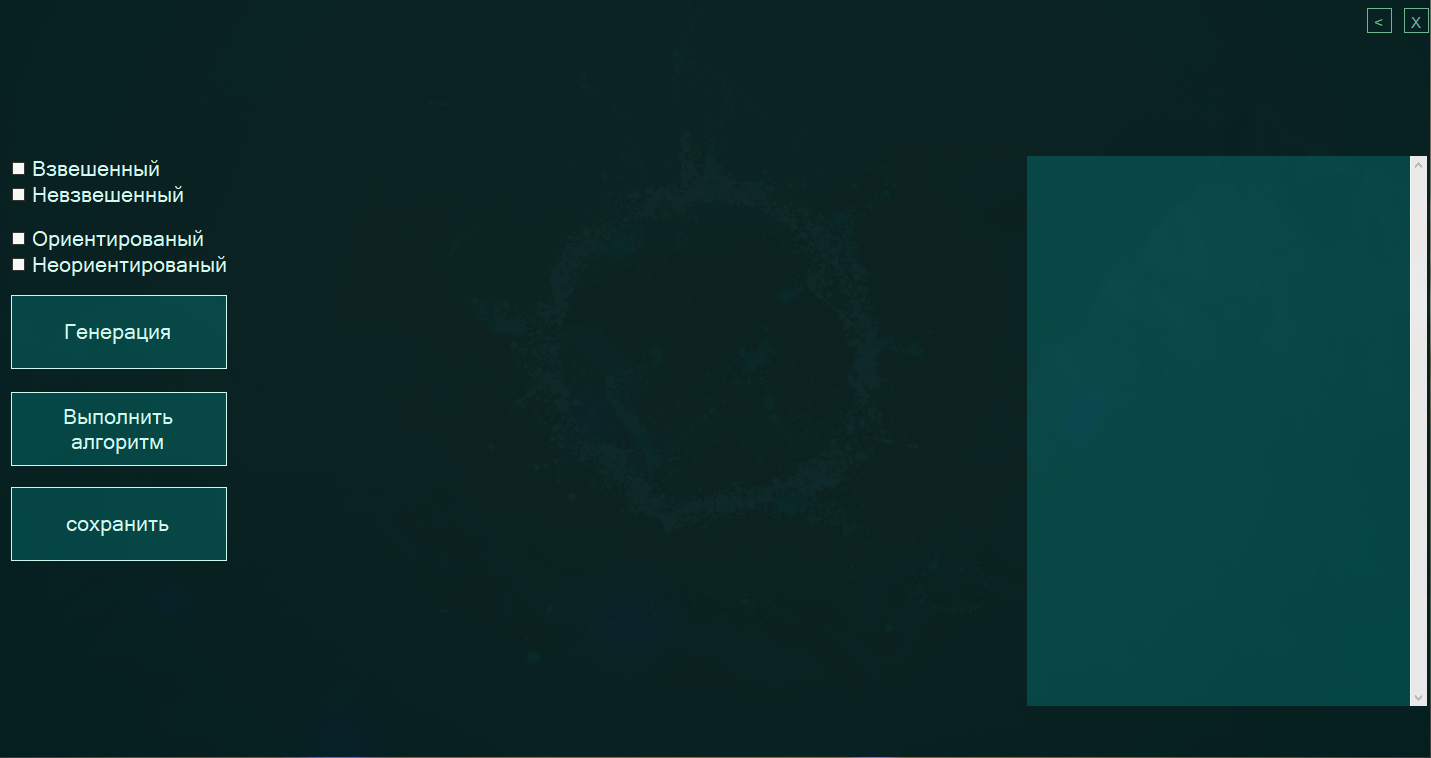 < X
Взвешенный
Невзвешенный
Ориентированый
Неориентированый
Генерация
Выполнить
алгоритм
сохранить